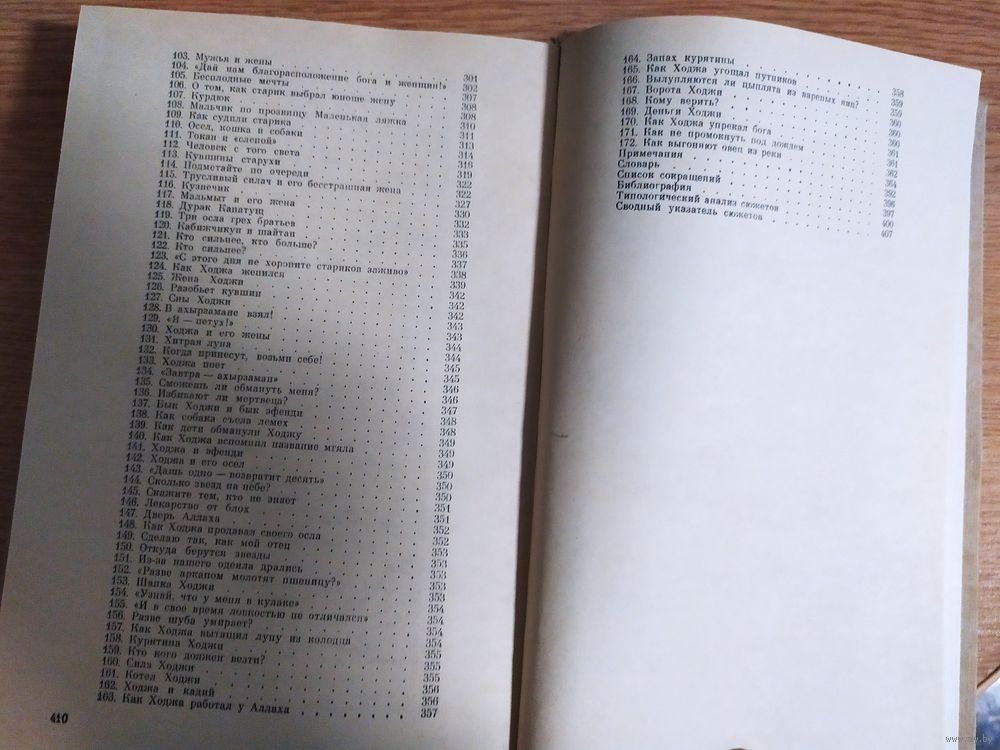 103. Мужья и жены 301
104. «Дай нам благорасположение бога и женщин!» 302
105. Бесплодные мечты 307
106. О том, как старик выбрал юноше жену 308
107. Курдюк 308
108. Мальчик по прозвищу Маленькая ляжка 310
109. Как судили старика 311
110. Осел, кошка и собаки 313
111. Токан и «слепой» 314
112. Человек с того света 316
113. Кувшины старухи 319
114. Подметайте по очереди 322
115. Трусливый силач и его бесстрашная жена 322
116. Кузнечик 327
117. Мальмыт и его жена 330
118. Дурак Капатущ 332
119. Три осла трех братьев 333
120. Кабижчикун и шайтан 335
121. Кто сильнее, кто больше? 336
122. Кто сильнее? 337
123. «С этого дня не хороните стариков заживо» 338
124. Как Ходжа женился 339
125. Жена Ходжи 342
126. Разобьет кувшин 342
127. Сны Ходжи 342
128. В ахырзамане взял! 343
129. «Я — петух!» 343
130. Ходжа и его жены 344
131. Хитрая луна 344
132. Когда принесут, возьми себе! 345
133. Ходжа поет 345
134. «Завтра — ахырзаман» 346
135. Сможешь ли обмануть меня? 346
136. Избивают ли мертвеца? 347
137. Бык Ходжи и бык эфенди 348
138. Как собака съела лемех 348
139. Как дети обманули Ходжу 349
140. Как Ходжа вспомнил название мгяла 349
141. Ходжа и эфенди 349
142. Ходжа и его осел 350
143. «Дашь одно — возвратит десять» 350
144. Сколько звезд на небе? 350
145. Скажите тем, кто не знает 351
146. Лекарство от блох 351
147. Дверь Аллаха 352
148. Как Ходжа продавал своего осла 352
149. Сделаю так, как мой отец 353
150. Откуда берутся звезды 353
151. Из-за нашего одеяла дрались 353
152. «Разве арканом молотят пшеницу?» 353
153. Шапка Ходжи 353
154. «Узнай, что у меня в кулаке» 354
155. «И в свое время ловкостью не отличался» 354
156. Разве шуба умирает? 354
157. Как Ходжа вытащил луну из колодца 354
158. Курятина Ходжи 355
159. Кто кого должен везти? 355
160. Сила Ходжи 355
161. Котел Ходжи 356
162. Ходжа и кадий 356
163. Как Ходжа работал у Аллаха 357
410
164. Запах курятины 358
165. Как Ходжа угощал путников 359
166. Вылупляются ли цыплята из вареных яиц? 359
167. Ворота Ходжи 360
168. Кому верить? 360
169. Деньги Ходжи 360
170. Как Ходжа упрекал бога 361
171. Как не промокнуть под дождем 361
172. Как выгоняют овец из реки 362
Примечания 364
Словарь 392
Список сокращений 396
Библиография 397
Типологический анализ сюжетов 400
Сводный указатель сюжетов 407